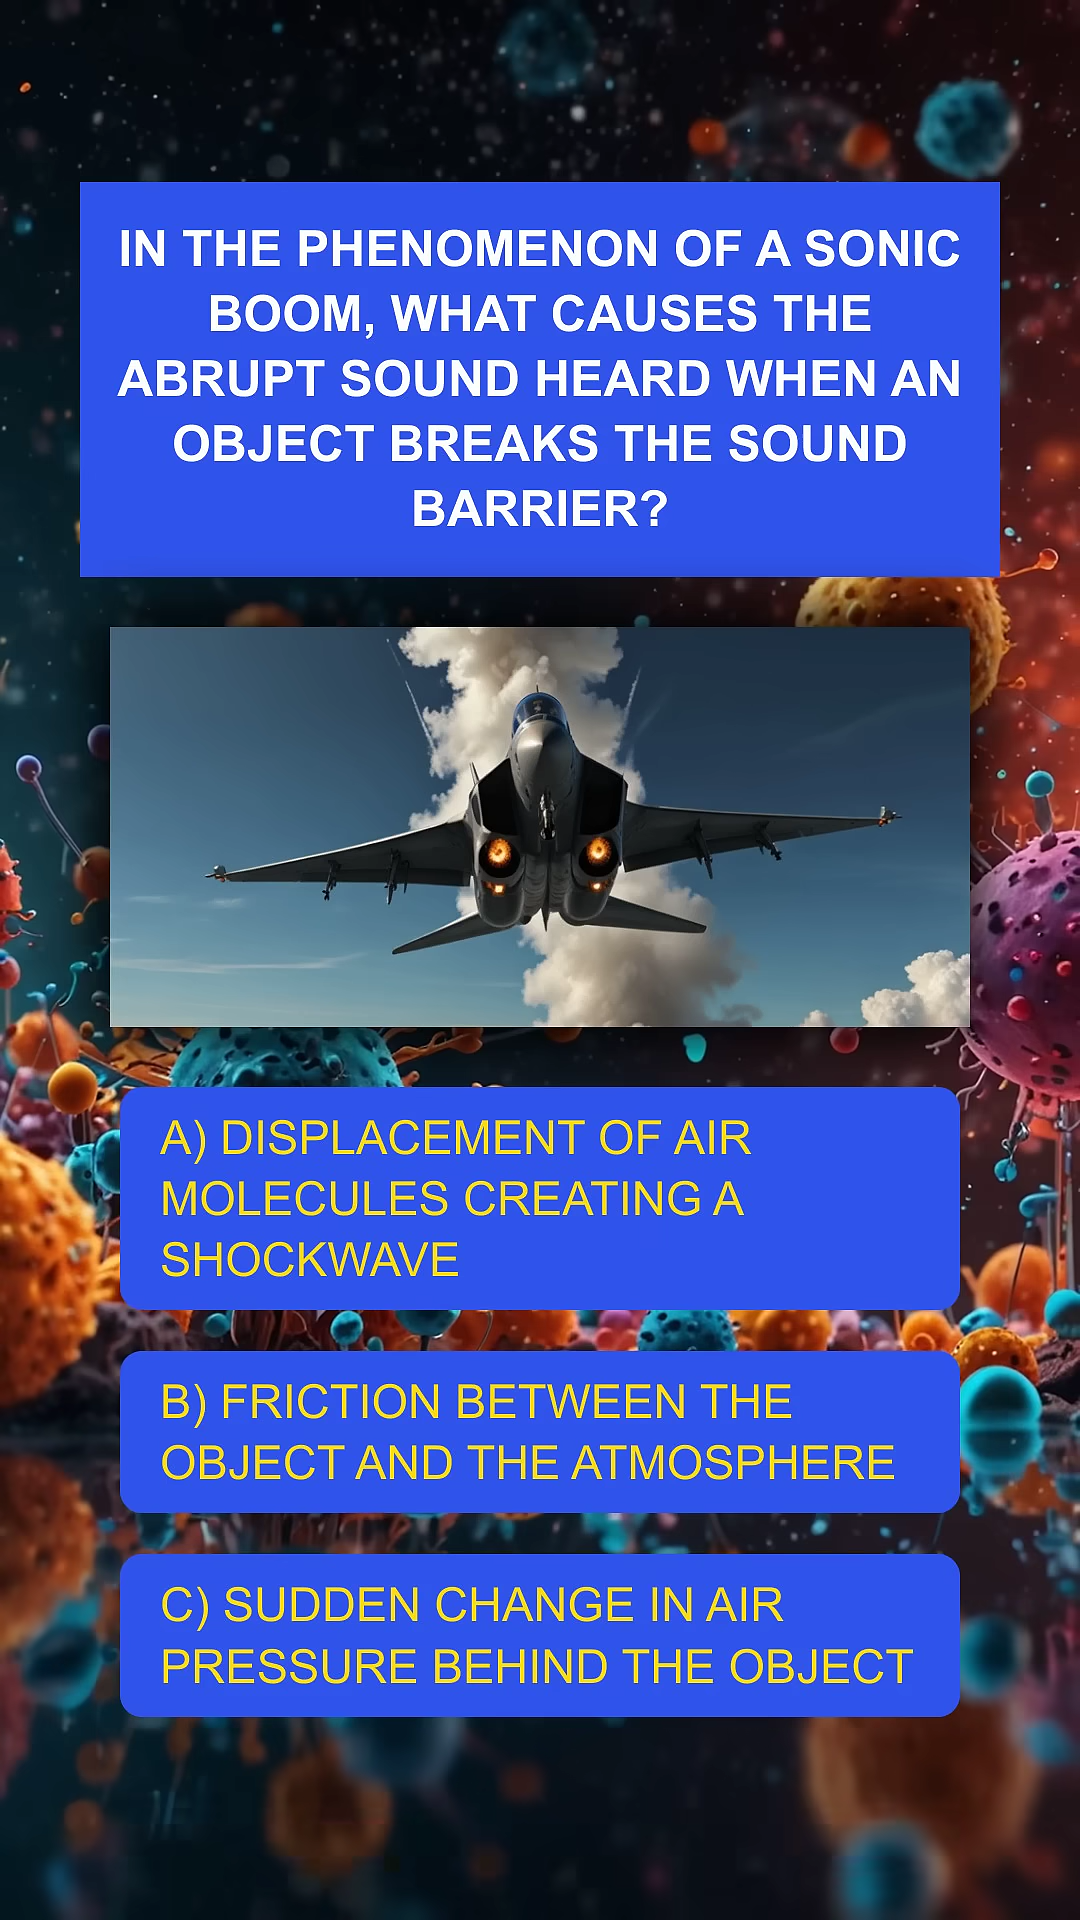 IN THE PHENOMENON OF A SONIC
BOOM, WHAT CAUSES THE
ABRUPT SOUND HEARD WHEN AN
OBJECT BREAKS THE SOUND
BARRIER?
A) DISPLACEMENT OF AIR
MOLECULES CREATING A
SHOCKWAVE
B) FRICTION BETWEEN THE
OBJECT AND THE ATMOSPHERE
C) SUDDEN CHANGE IN AIR
PRESSURE BEHIND THE OBJECT